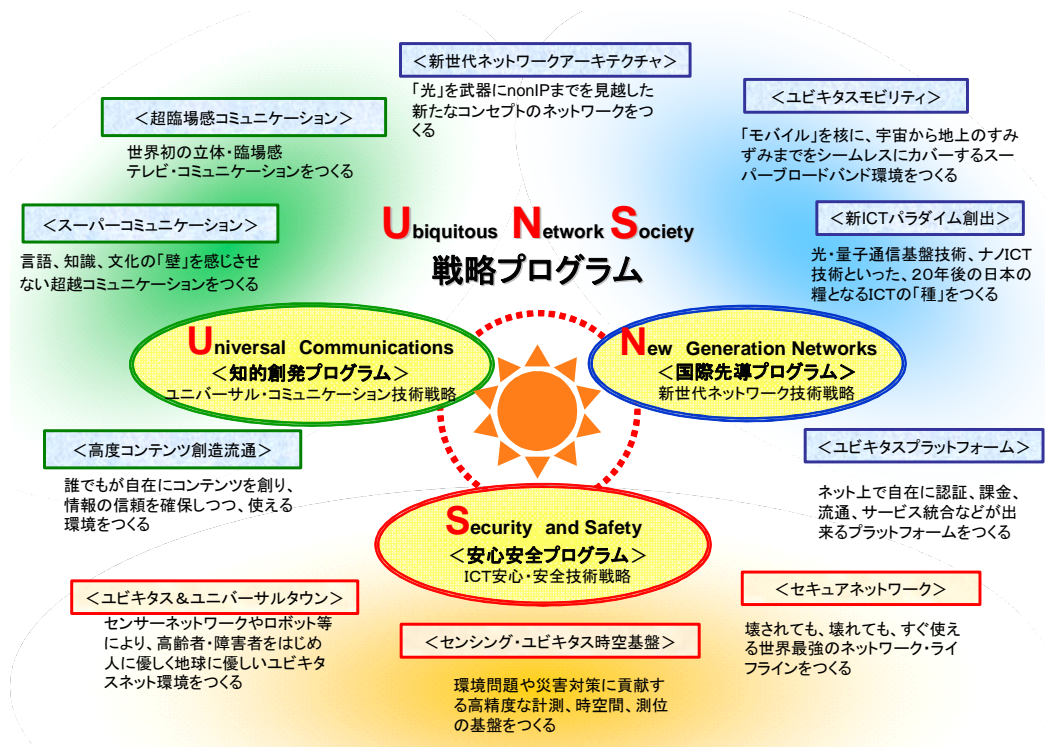 ＜新世代ネットワークアーキテクチャ＞
「光」を武器にnonIPまでを見越した
新たなコンセプトのネットワークをつ
くる
＜超臨場感コミュニケーション＞
世界初の立体・臨場感
テレビ・コミュニケーションをつくる
＜ユビキタスモビリティ＞
「モバイル」を核に、宇宙から地上のすみ
ずみまでをシームレスにカバーするスー
パーブロードバンド環境をつくる
＜スーパーコミュニケーション＞
言語、知識、文化の「壁」を感じさせ
ない超越コミュニケーションをつくる
Ubiquitous Network Society
戦略プログラム
＜新ICTパラダイム創出＞
光・量子通信基盤技術、ナノICT
技術といった、20年後の日本の
糧となるICTの「種」をつくる
Universal Communications
＜知的創発プログラム＞
ユニバーサル・コミュニケーション技術戦略
New Generation Networks
＜国際先導プログラム＞
新世代ネットワーク技術戦略
＜高度コンテンツ創造流通＞
誰でもが自在にコンテンツを創り、
情報の信頼を確保しつつ、使える
環境をつくる
＜ユビキタスプラットフォーム＞
ネット上で自在に認証、課金、
流通、サービス統合などが出
来るプラットフォームをつくる
Security and Safety
＜安心安全プログラム＞
ICT安心・安全技術戦略
＜ユビキタス＆ユニバーサルタウン＞
センサーネットワークやロボット等
により、高齢者・障害者をはじめ
人に優しく地球に優しいユビキタ
スネット環境をつくる
＜センシング・ユビキタス時空基盤＞
環境問題や災害対策に貢献す
る高精度な計測、時空間、測位
の基盤をつくる
＜セキュアネットワーク＞
壊されても、壊れても、すぐ使え
る世界最強のネットワーク・ライ
フラインをつくる